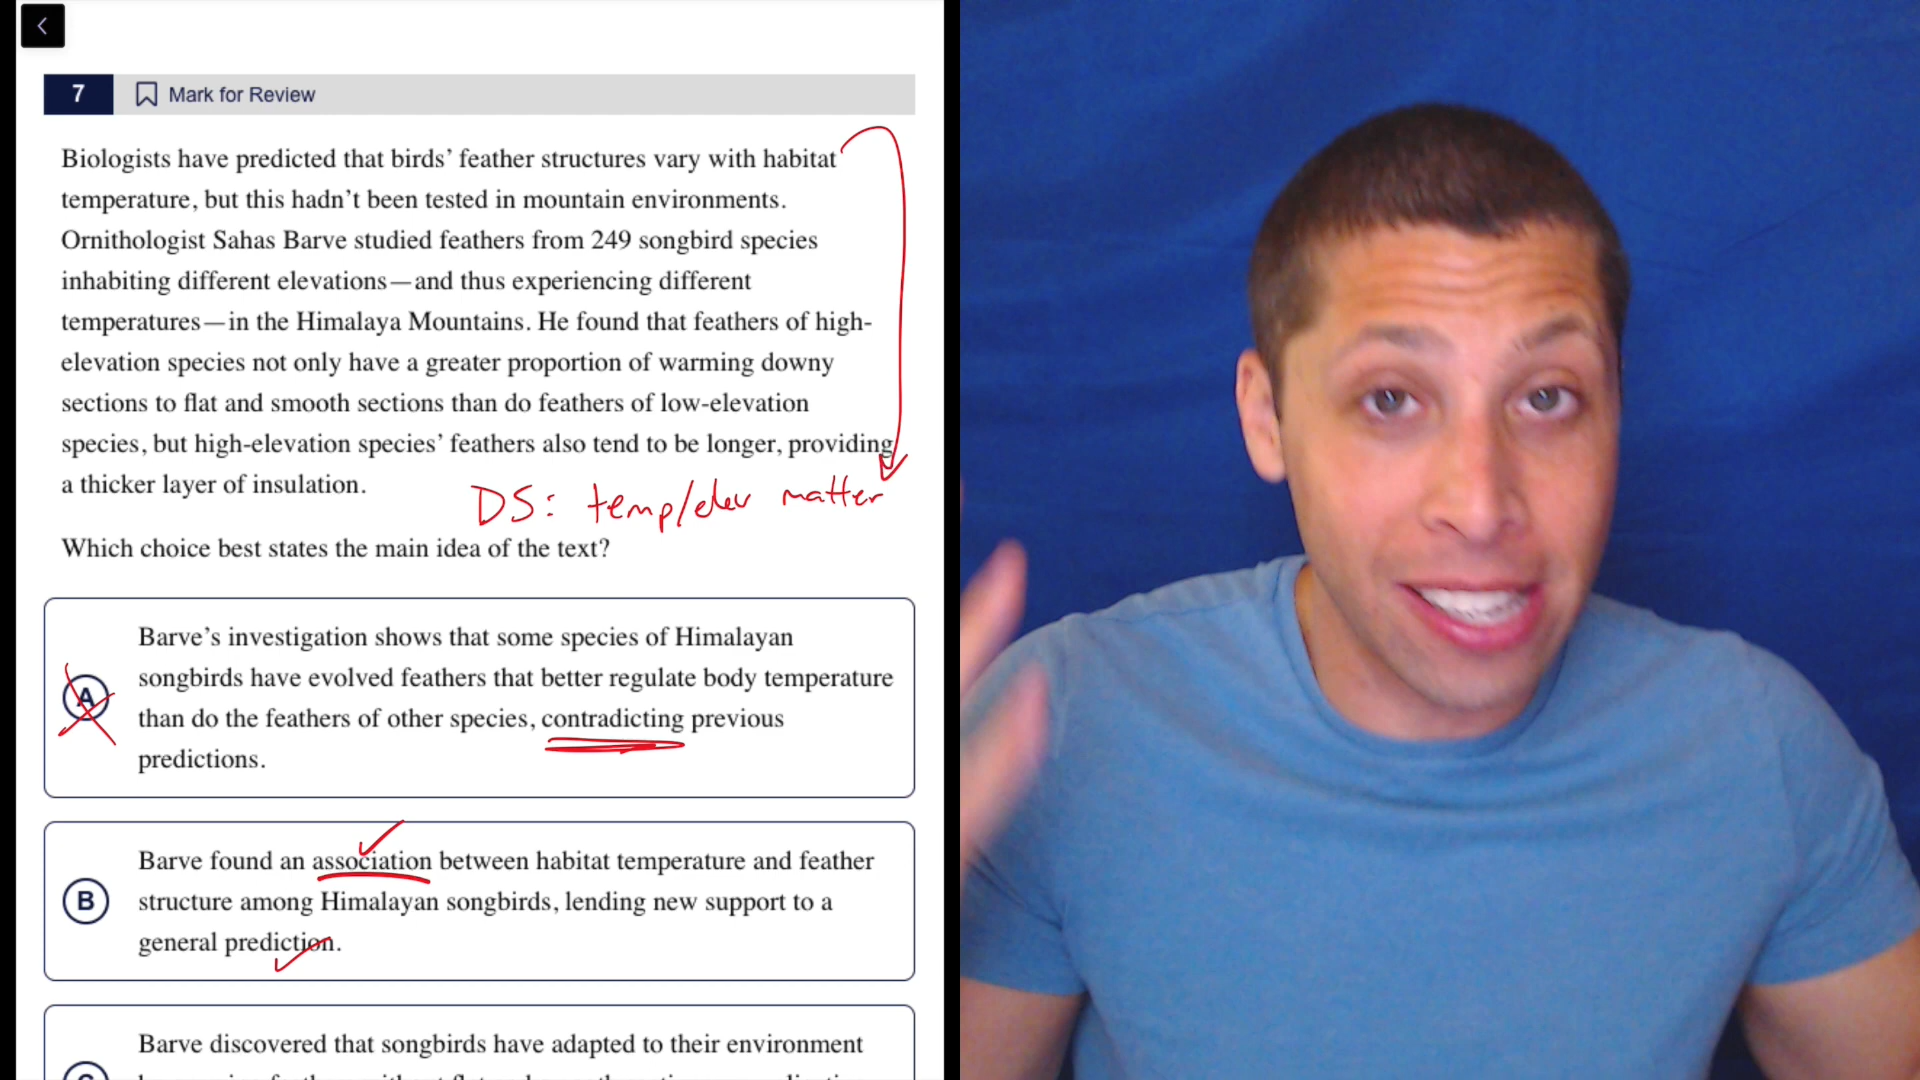 7 Mark for Review
Biologists have predicted that birds’ feather structures vary with habitat
temperature, but this hadn’t been tested in mountain environments.
Ornithologist Sahas Barve studied feathers from 249 songbird species
inhabiting different elevations—and thus experiencing different
temperatures—in the Himalaya Mountains. He found that feathers of high-
elevation species not only have a greater proportion of warming downy
sections to flat and smooth sections than do feathers of low-elevation
species, but high-elevation species’ feathers also tend to be longer, providing
a thicker layer of insulation.
DS: temp/elev matter
Which choice best states the main idea of the text?
A
Barve’s investigation shows that some species of Himalayan
songbirds have evolved feathers that better regulate body temperature
than do the feathers of other species, contradicting previous
predictions.
B
Barve found an association between habitat temperature and feather
structure among Himalayan songbirds, lending new support to a
general prediction.
Barve discovered that songbirds have adapted to their environment